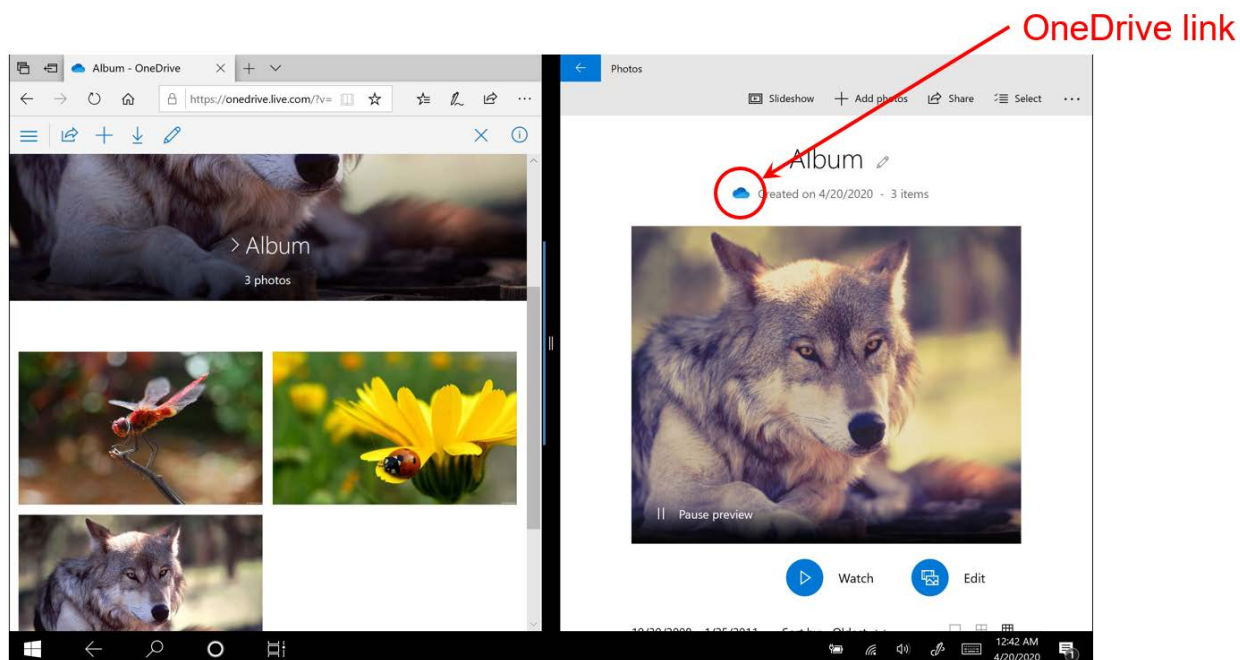 OneDrive link
Album - OneDrive
https://onedrive.live.com/?v=
Album
3 photos
Photos
Slideshow
Add photos
Share
Select
Album
Created on 4/20/2020 - 3 items
Pause preview
Watch
Edit
12:42 AM
4/20/2020
1